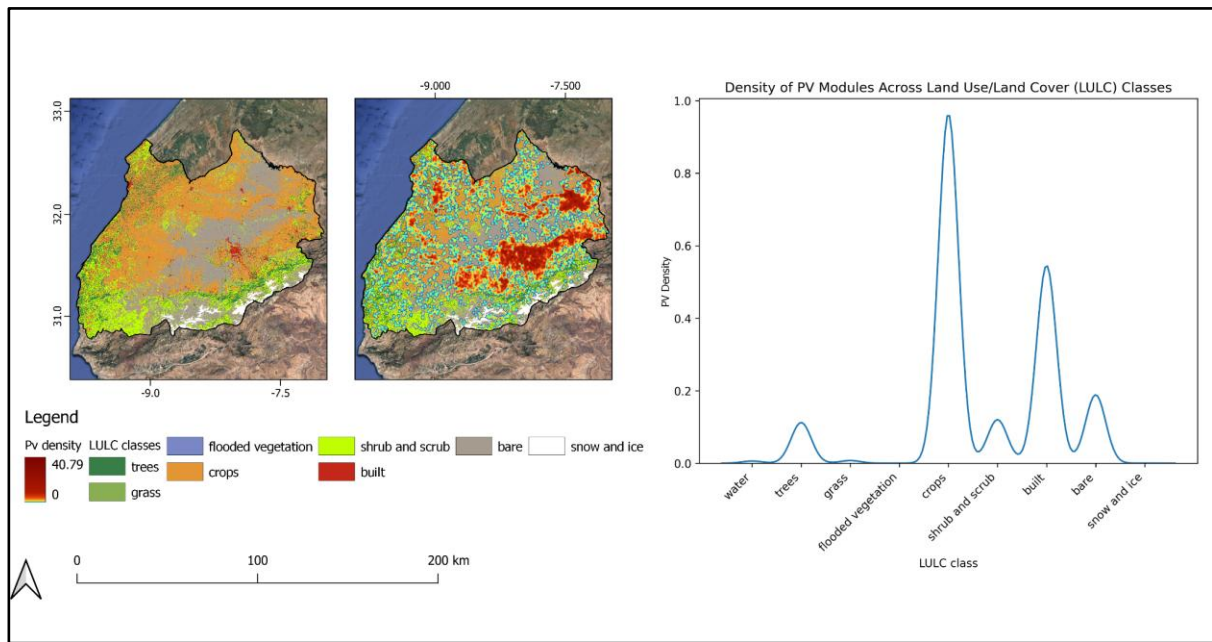 -9.000 -7.500
33.0
32.0
31.0
-9.0 -7.5
Legend
Pv density
40.79
0
LULC classes
trees
grass
flooded vegetation
crops
shrub and scrub
built
bare
snow and ice
0 100 200 km
Density of PV Modules Across Land Use/Land Cover (LULC) Classes
PV Density
1.0
0.8
0.6
0.4
0.2
0.0
water
trees
grass
flooded vegetation
crops
shrub and scrub
built
bare
snow and ice
LULC class